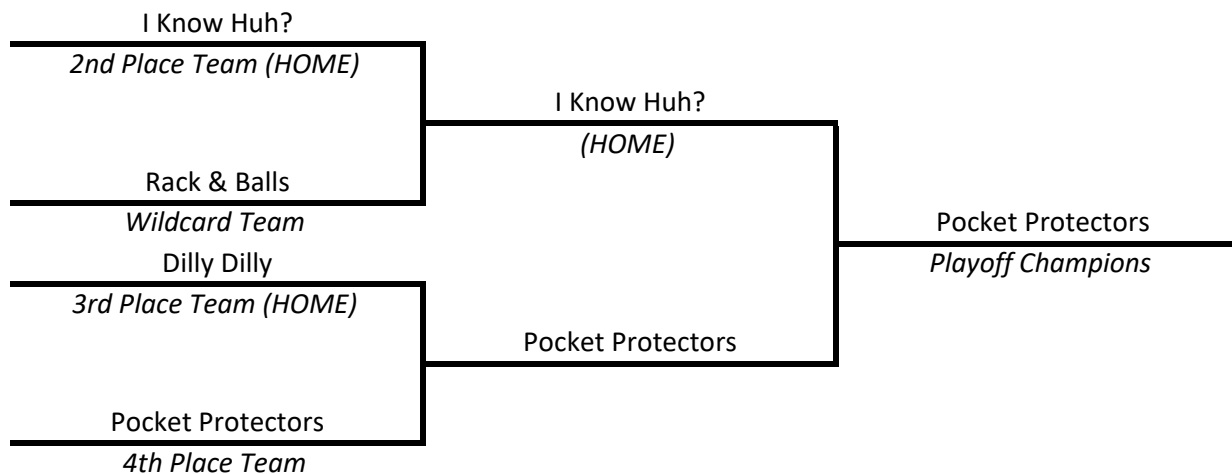 I Know Huh?
2nd Place Team (HOME)
I Know Huh?
(HOME)
Rack & Balls
Wildcard Team
Pocket Protectors
Playoff Champions
Dilly Dilly
3rd Place Team (HOME)
Pocket Protectors
Pocket Protectors
4th Place Team